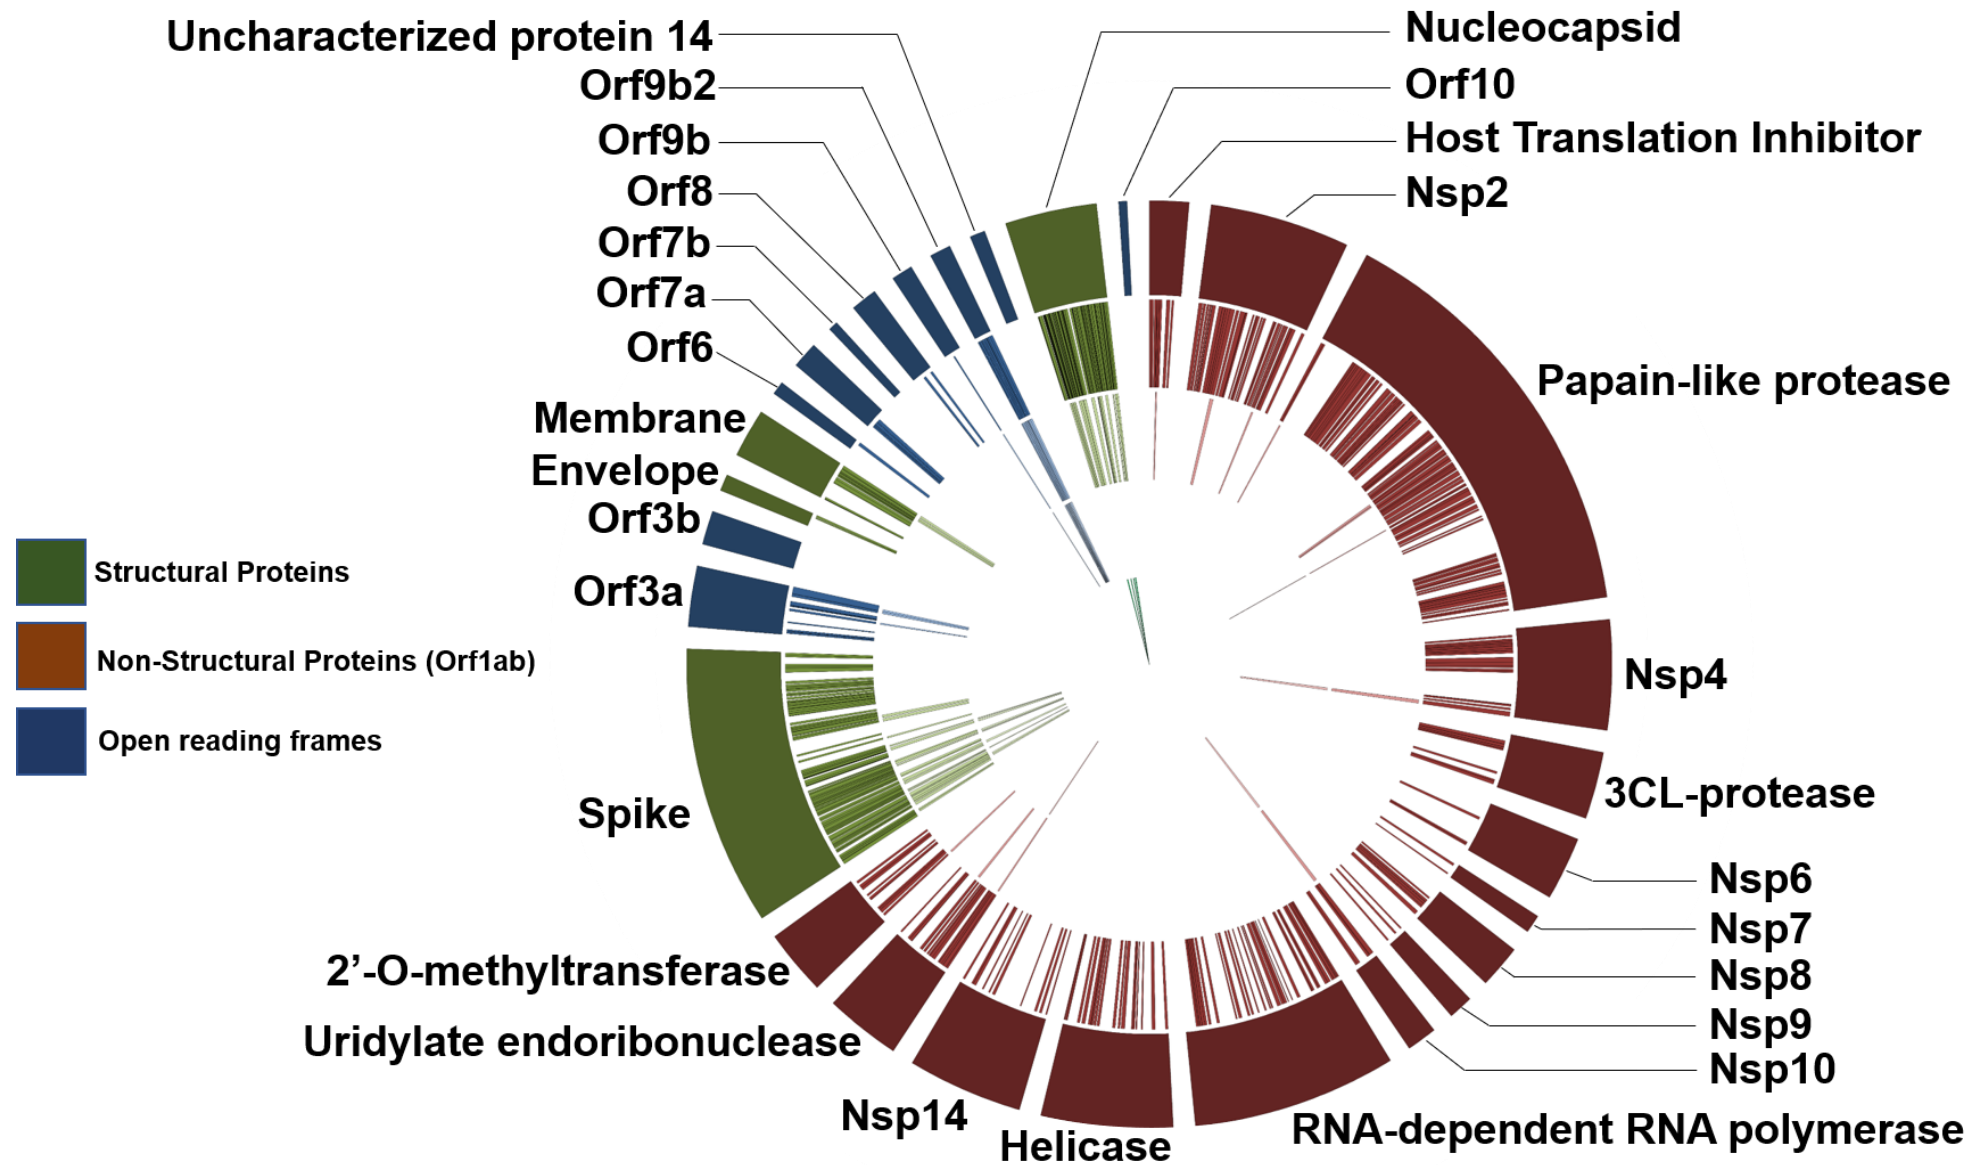 Uncharacterized protein 14
Orf9b2
Orf9b
Orf8
Orf7b
Orf7a
Orf6
Membrane
Envelope
Orf3b
Orf3a
Spike
2’-O-methyltransferase
Uridylate endoribonuclease
Nsp14
Helicase
Nucleocapsid
Orf10
Host Translation Inhibitor
Nsp2
Papain-like protease
Nsp4
3CL-protease
Nsp6
Nsp7
Nsp8
Nsp9
Nsp10
RNA-dependent RNA polymerase
Structural Proteins
Non-Structural Proteins (Orf1ab)
Open reading frames